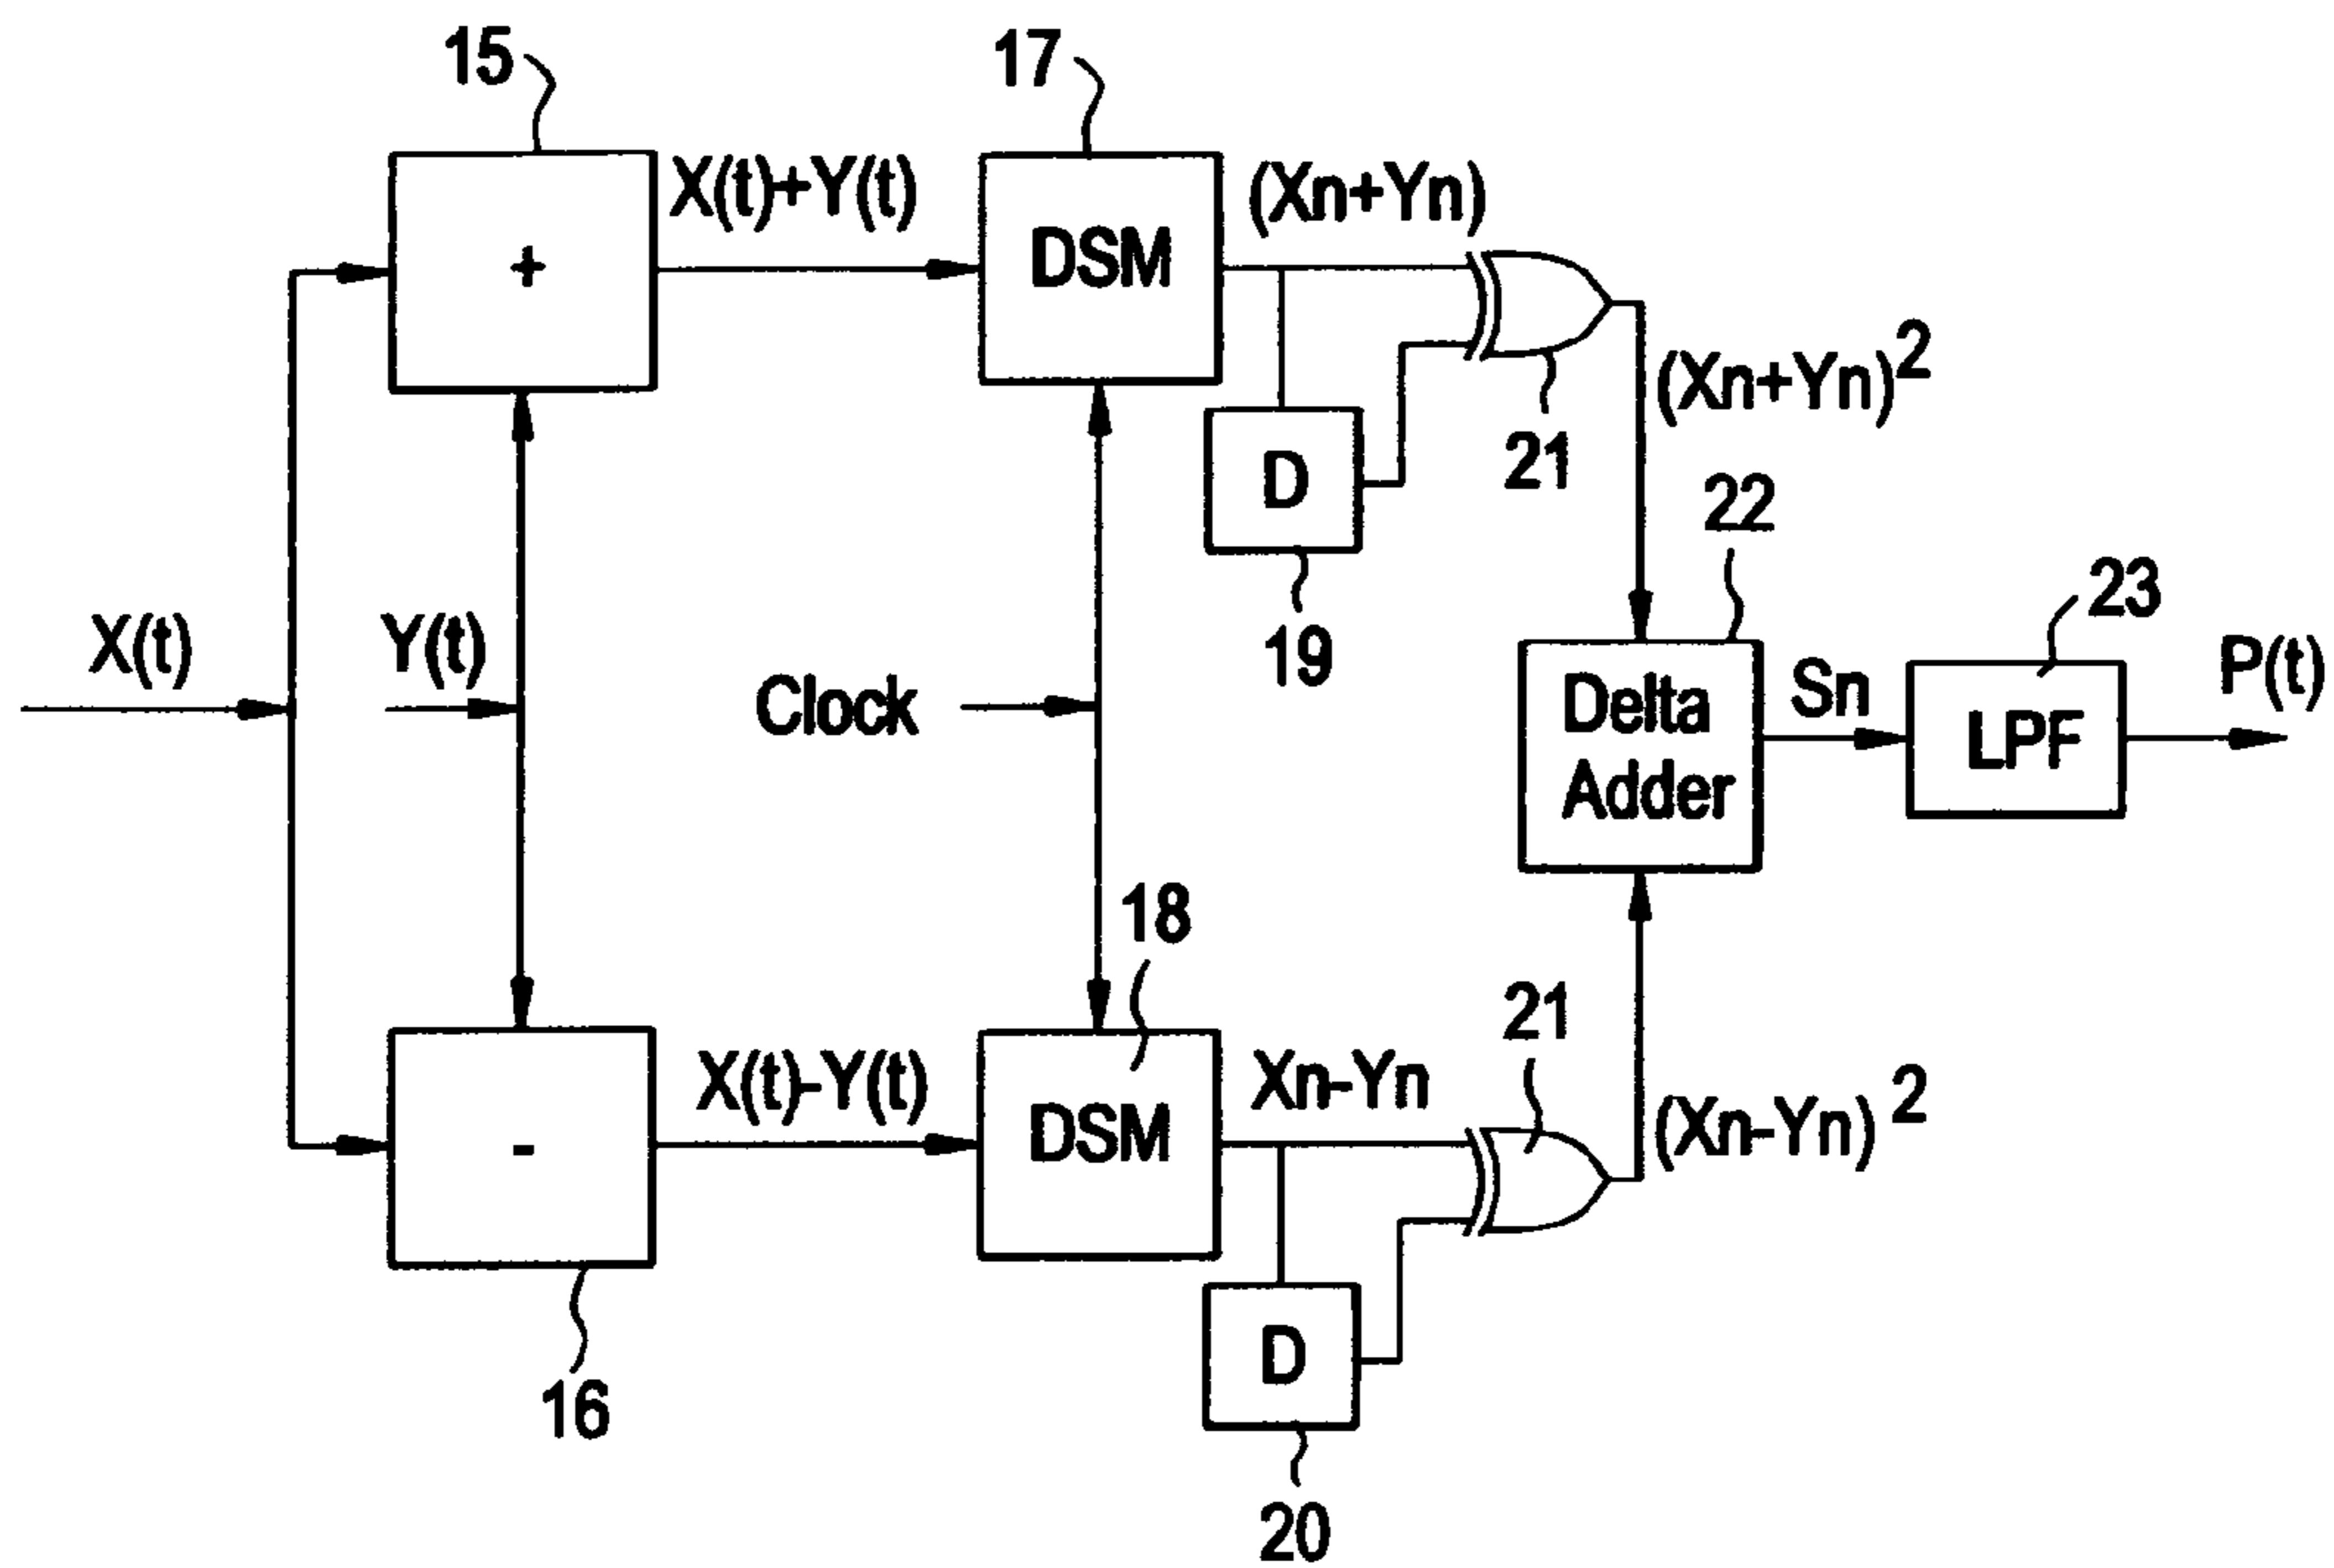 15
17
X(t)+Y(t)
(Xn+Yn)
+
DSM
(Xn+Yn)2
D
21
22
19
23
X(t)
Y(t)
Clock
Delta
Adder
Sn
LPF
P(t)
18
21
X(t)-Y(t)
Xn-Yn
(Xn-Yn)2
-
DSM
D
16
20